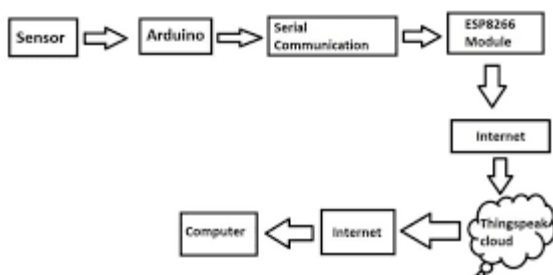 Sensor
Arduino
Serial
Communication
ESP8266
Module
Internet
Thingspeak
cloud
Internet
Computer